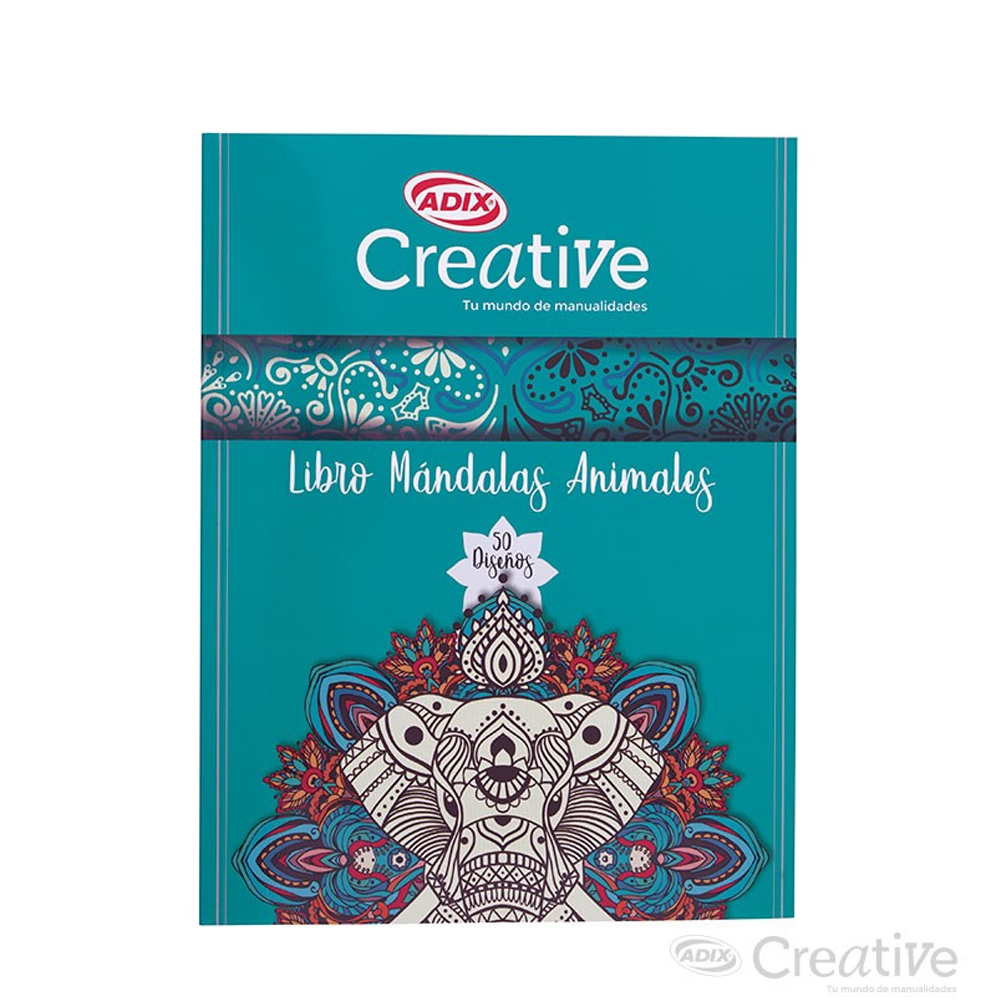 ADIX
Creative
Tu mundo de manualidades
Libro Mándalas Animales
50
Diseños
ADIX
Creative
Tu mundo de manualidades